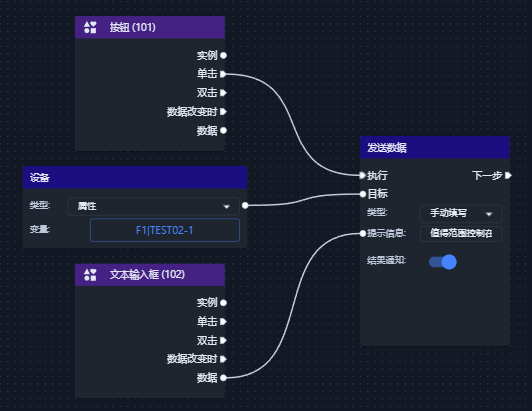 按钮 (101)
实例
单击
双击
数据改变时
数据
设备
类型:
属性
变量:
F1|TEST02-1
文本输入框 (102)
实例
单击
双击
数据改变时
数据
发送数据
执行
下一步
目标
类型:
手动填写
提示信息:
值得范围控制在
结果通知: